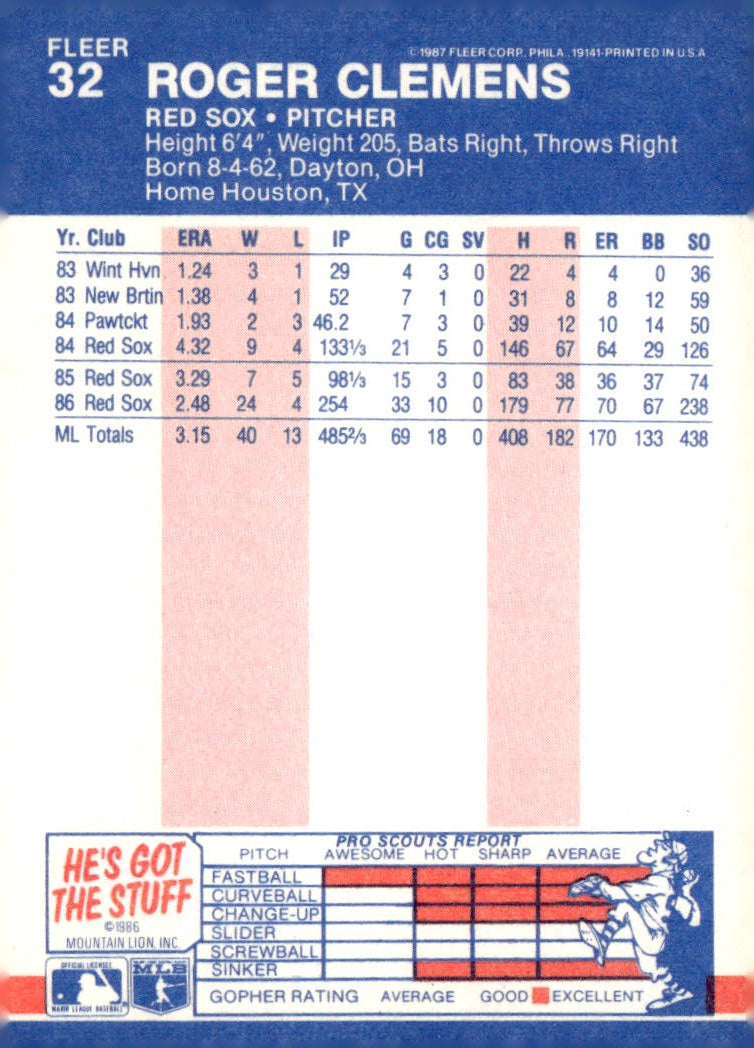 FLEER
©1987 FLEER CORP. PHILA. 19141-PRINTED IN U.S.A
32 ROGER CLEMENS
RED SOX • PITCHER
Height 6'4", Weight 205, Bats Right, Throws Right
Born 8-4-62, Dayton, OH
Home Houston, TX
Yr. Club ERA W L IP G CG SV H R ER BB SO
83 Wint Hvn 1.24 3 1 29 4 3 0 22 4 4 0 36
83 New Brtin 1.38 4 1 52 7 1 0 31 8 8 12 59
84 Pawtckt 1.93 2 3 46.2 7 3 0 39 12 10 14 50
84 Red Sox 4.32 9 4 133⅓ 21 5 0 146 67 64 29 126
85 Red Sox 3.29 7 5 98⅓ 15 3 0 83 38 36 37 74
86 Red Sox 2.48 24 4 254 33 10 0 179 77 70 67 238
ML Totals 3.15 40 13 485⅔ 69 18 0 408 182 170 133 438
HE'S GOT
THE STUFF
©1986
MOUNTAIN LION, INC
OFFICIAL LICENSEE
MAJOR LEAGUE BASEBALL
MLB
PRO SCOUTS REPORT
PITCH AWESOME HOT SHARP AVERAGE
FASTBALL
CURVEBALL
CHANGE-UP
SLIDER
SCREWBALL
SINKER
GOPHER RATING AVERAGE GOOD EXCELLENT